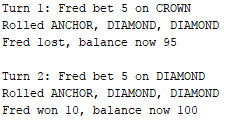 Turn 1: Fred bet 5 on CROWN
Rolled ANCHOR, DIAMOND, DIAMOND
Fred lost, balance now 95
Turn 2: Fred bet 5 on DIAMOND
Rolled ANCHOR, DIAMOND, DIAMOND
Fred won 10, balance now 100